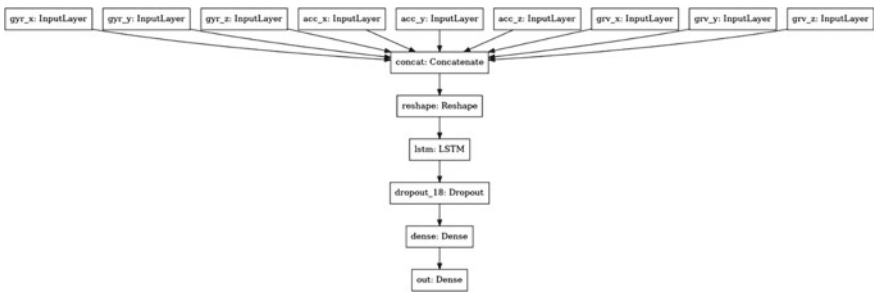 gyr_x: InputLayer
gyr_y: InputLayer
gyr_z: InputLayer
acc_x: InputLayer
acc_y: InputLayer
acc_z: InputLayer
grv_x: InputLayer
grv_y: InputLayer
grv_z: InputLayer
concat: Concatenate
reshape: Reshape
lstm: LSTM
dropout_18: Dropout
dense: Dense
out: Dense